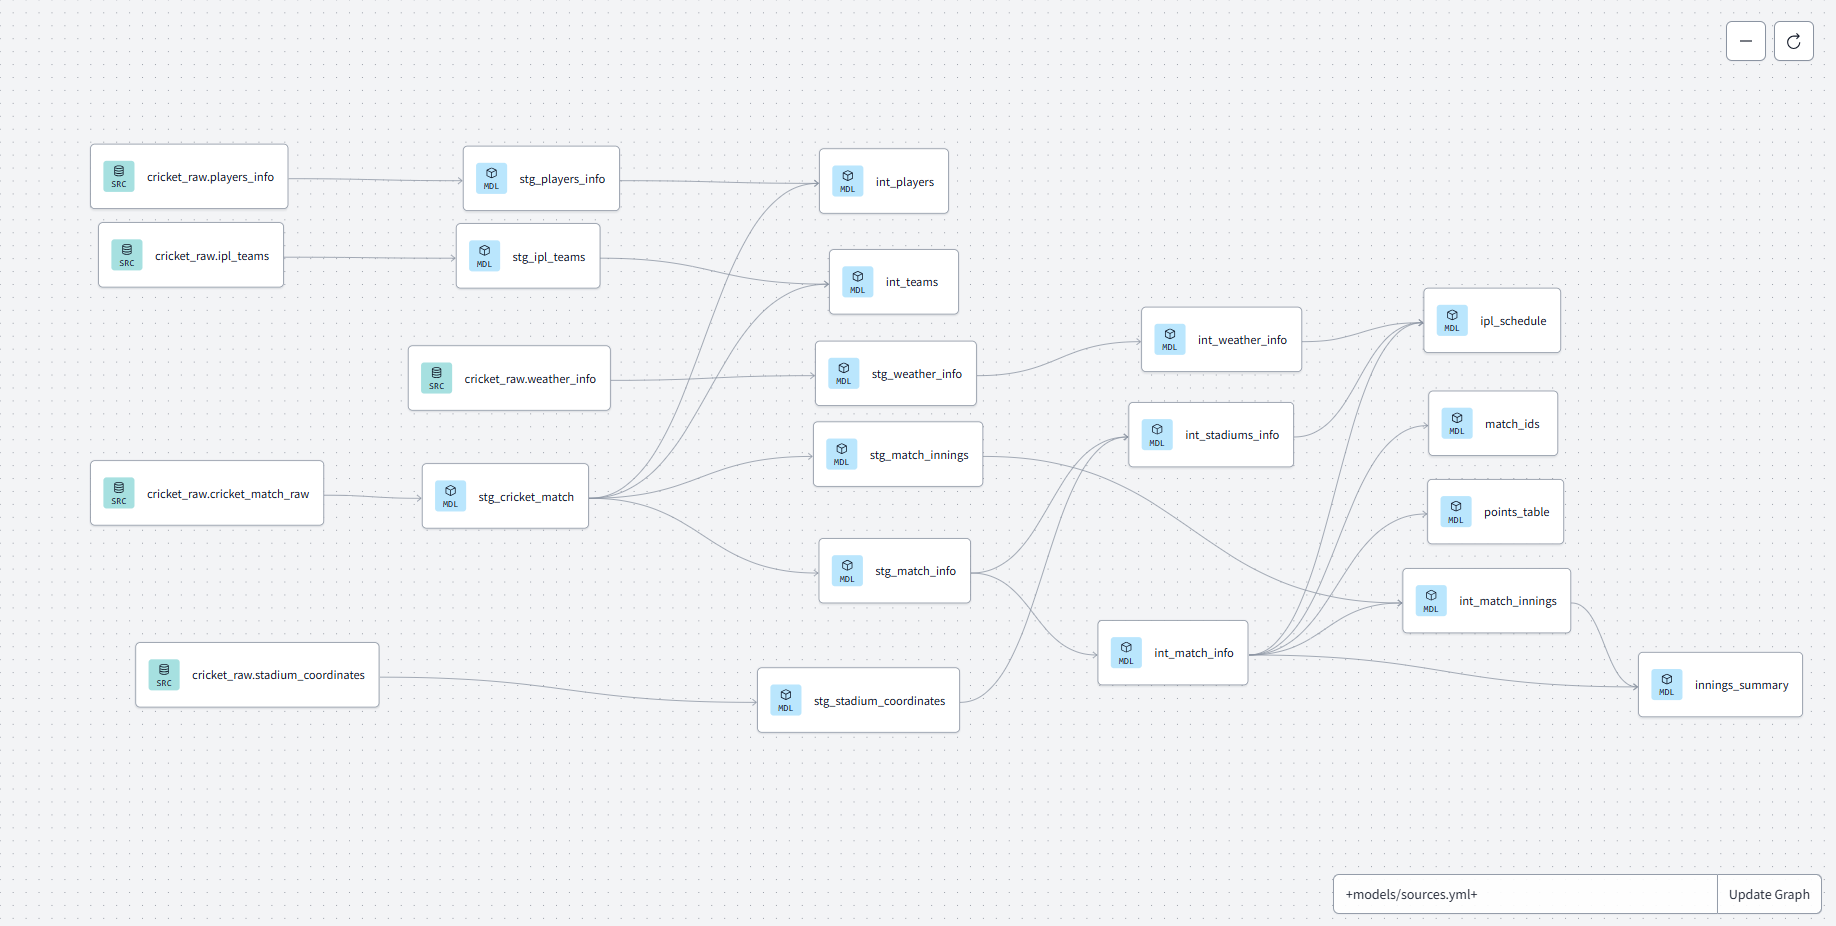 SRC
cricket_raw.players_info
MDL
stg_players_info
MDL
int_players
SRC
cricket_raw.ipl_teams
MDL
stg_ipl_teams
MDL
int_teams
MDL
int_weather_info
MDL
ipl_schedule
SRC
cricket_raw.weather_info
MDL
stg_weather_info
MDL
int_stadiums_info
MDL
match_ids
MDL
stg_match_innings
SRC
cricket_raw.cricket_match_raw
MDL
stg_cricket_match
MDL
points_table
MDL
stg_match_info
MDL
int_match_innings
MDL
int_match_info
SRC
cricket_raw.stadium_coordinates
MDL
stg_stadium_coordinates
MDL
innings_summary
+models/sources.yml+
Update Graph